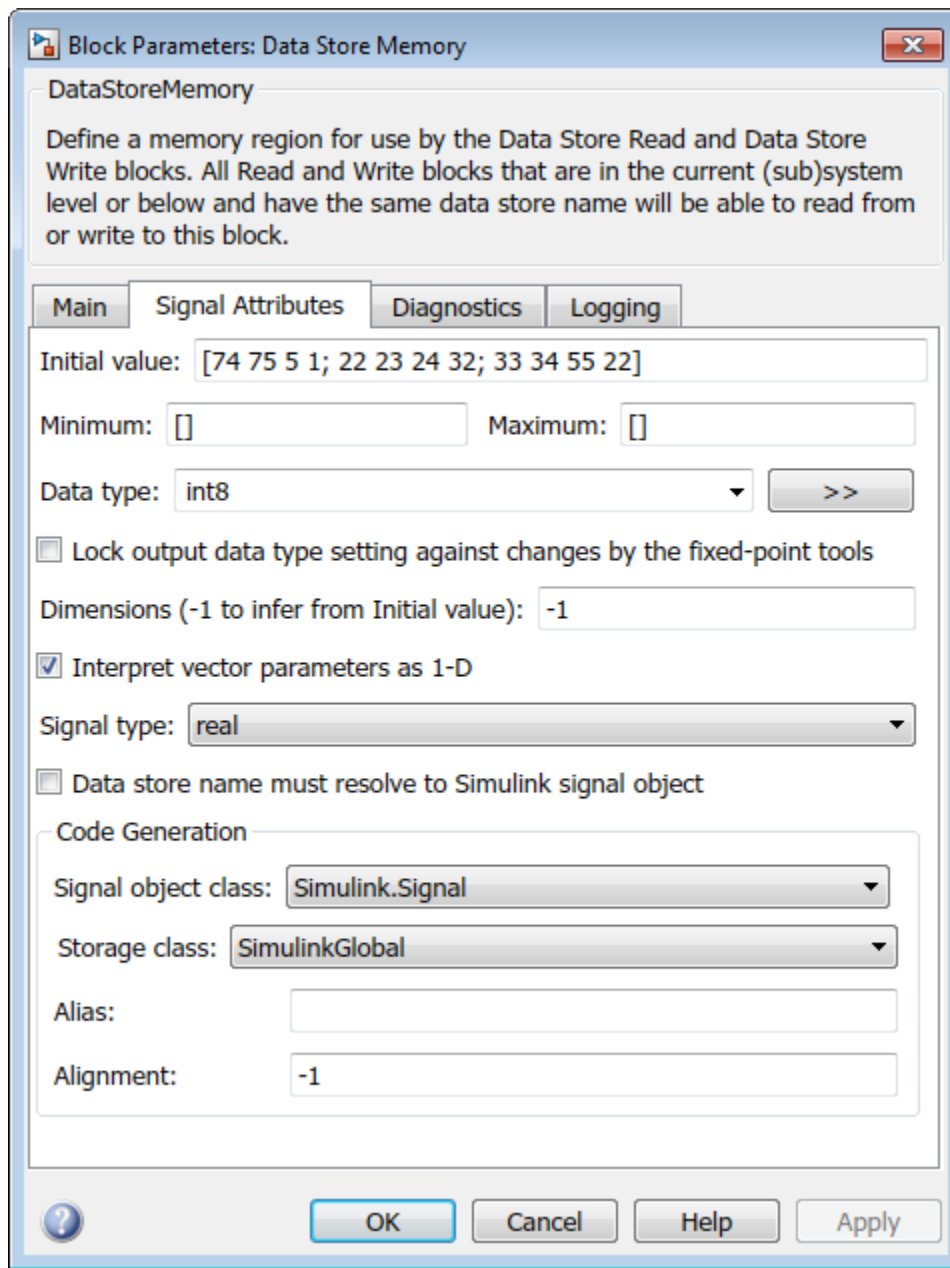 Block Parameters: Data Store Memory
DataStoreMemory
Define a memory region for use by the Data Store Read and Data Store
Write blocks. All Read and Write blocks that are in the current (sub)system
level or below and have the same data store name will be able to read from
or write to this block.
Main Signal Attributes Diagnostics Logging
Initial value: [74 75 5 1; 22 23 24 32; 33 34 55 22]
Minimum: [] Maximum: []
Data type: int8 >>
Lock output data type setting against changes by the fixed-point tools
Dimensions (-1 to infer from Initial value): -1
Interpret vector parameters as 1-D
Signal type: real
Data store name must resolve to Simulink signal object
Code Generation
Signal object class: Simulink.Signal
Storage class: SimulinkGlobal
Alias:
Alignment: -1
? OK Cancel Help Apply